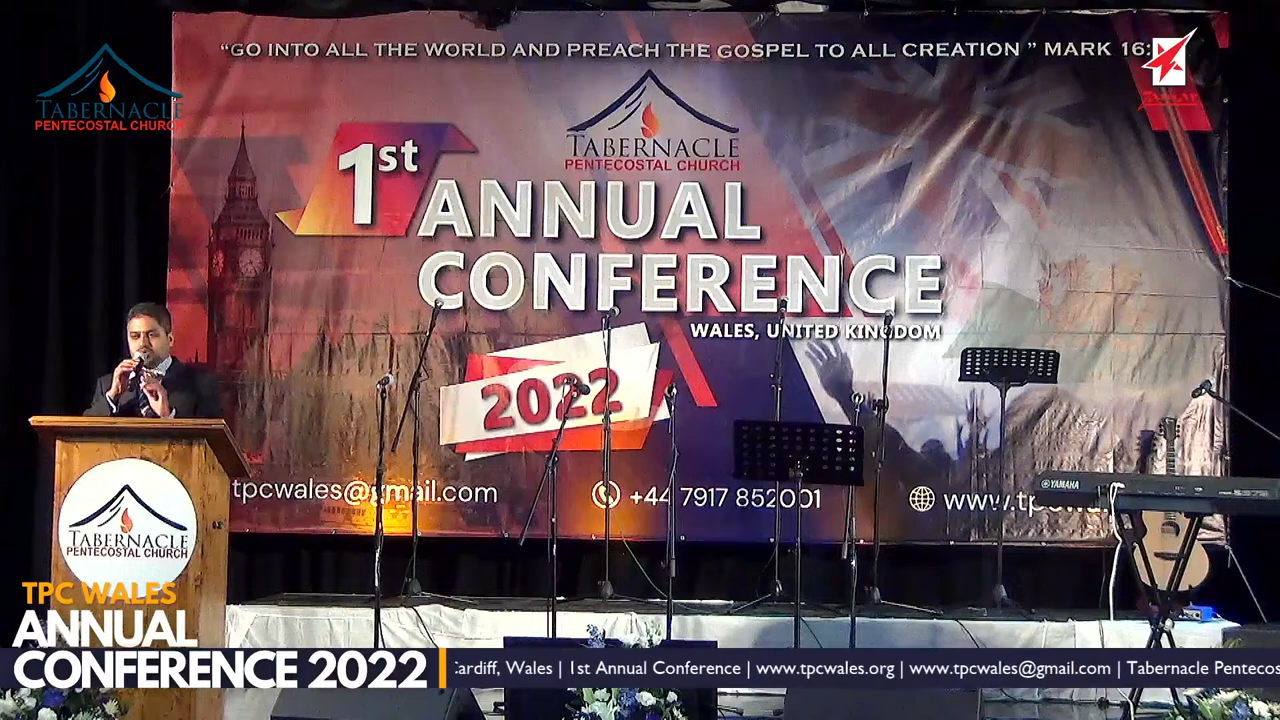 “GO INTO ALL THE WORLD AND PREACH THE GOSPEL TO ALL CREATION ” MARK 16:
TABERNACLE
PENTECOSTAL CHURCH
TABERNACLE
PENTECOSTAL CHURCH
1st
ANNUAL
CONFERENCE
WALES, UNITED KINGDOM
2022
tpcwales@gmail.com
+44 7917 852001
YAMAHA
TABERNACLE
PENTECOSTAL CHURCH
TPC WALES
ANNUAL
CONFERENCE 2022
Cardiff, Wales | 1st Annual Conference | www.tpcwales.org | www.tpcwales@gmail.com | Tabernacle Pentecos